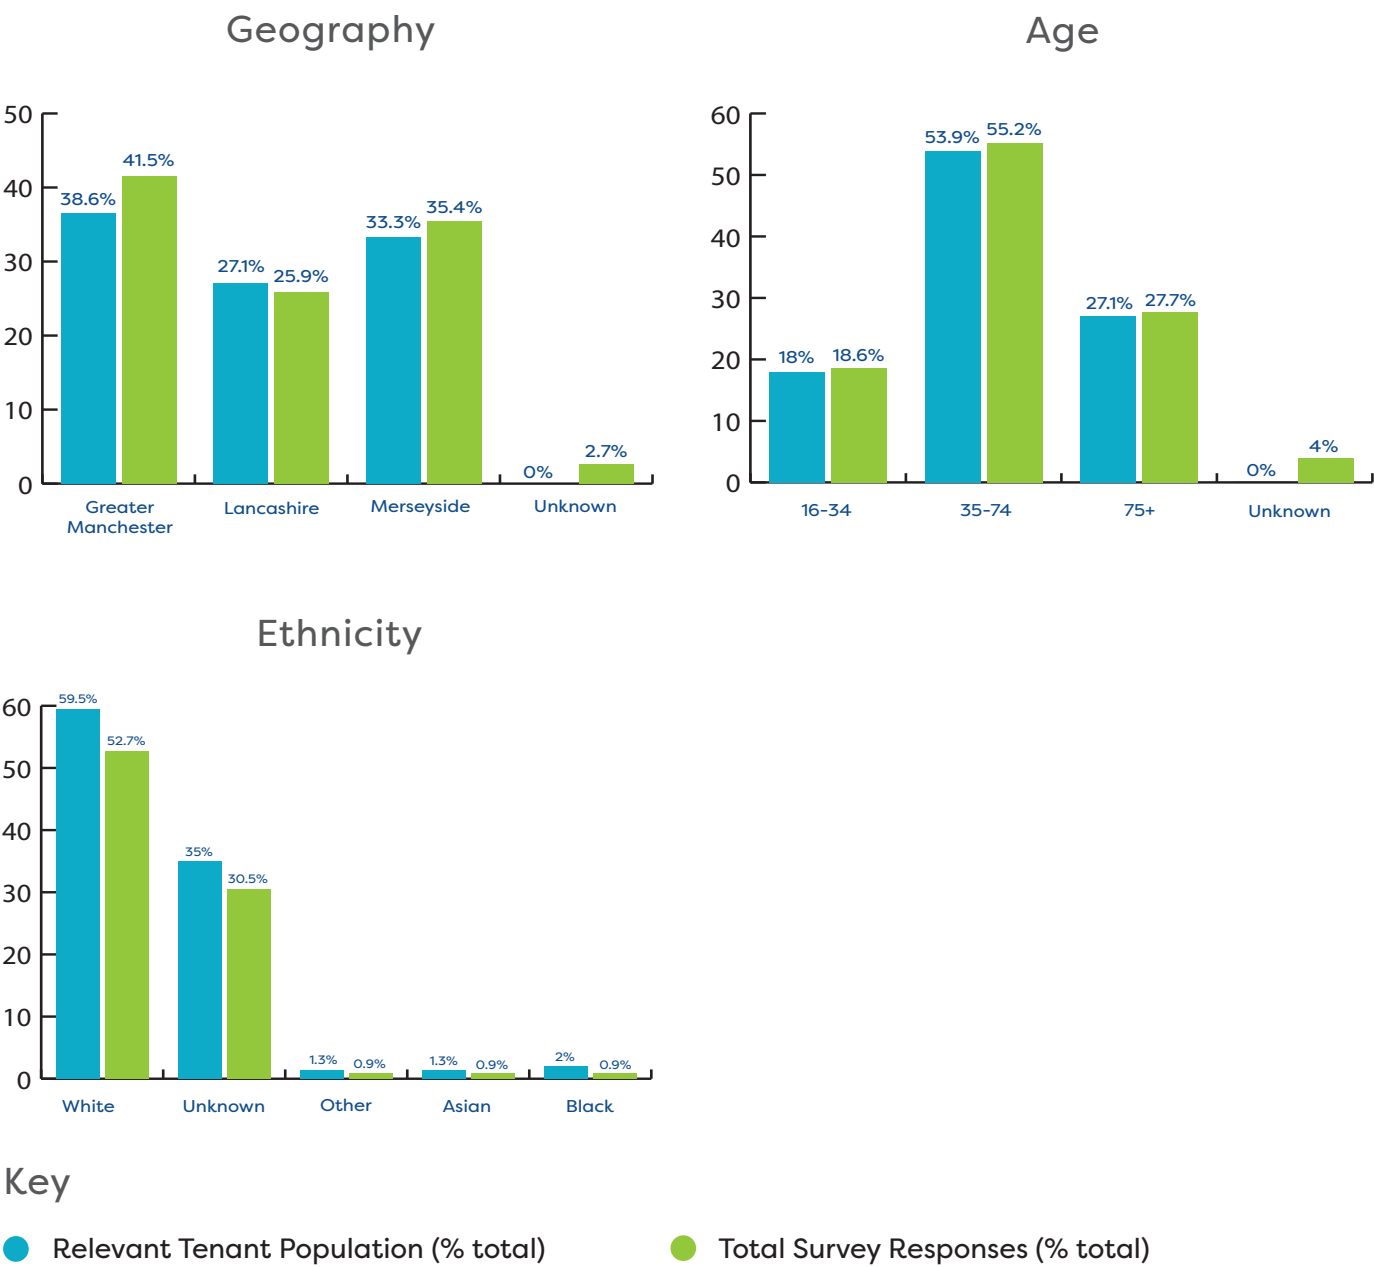 Geography
50
40
30
20
10
0
38.6%
41.5%
27.1%
25.9%
33.3%
35.4%
0%
2.7%
Greater
Manchester
Lancashire
Merseyside
Unknown
Age
60
50
40
30
20
10
0
18%
18.6%
53.9%
55.2%
27.1%
27.7%
0%
4%
16-34
35-74
75+
Unknown
Ethnicity
60
50
40
30
20
10
0
59.5%
52.7%
35%
30.5%
1.3%
0.9%
1.3%
0.9%
2%
0.9%
White
Unknown
Other
Asian
Black
Key
Relevant Tenant Population (% total)
Total Survey Responses (% total)